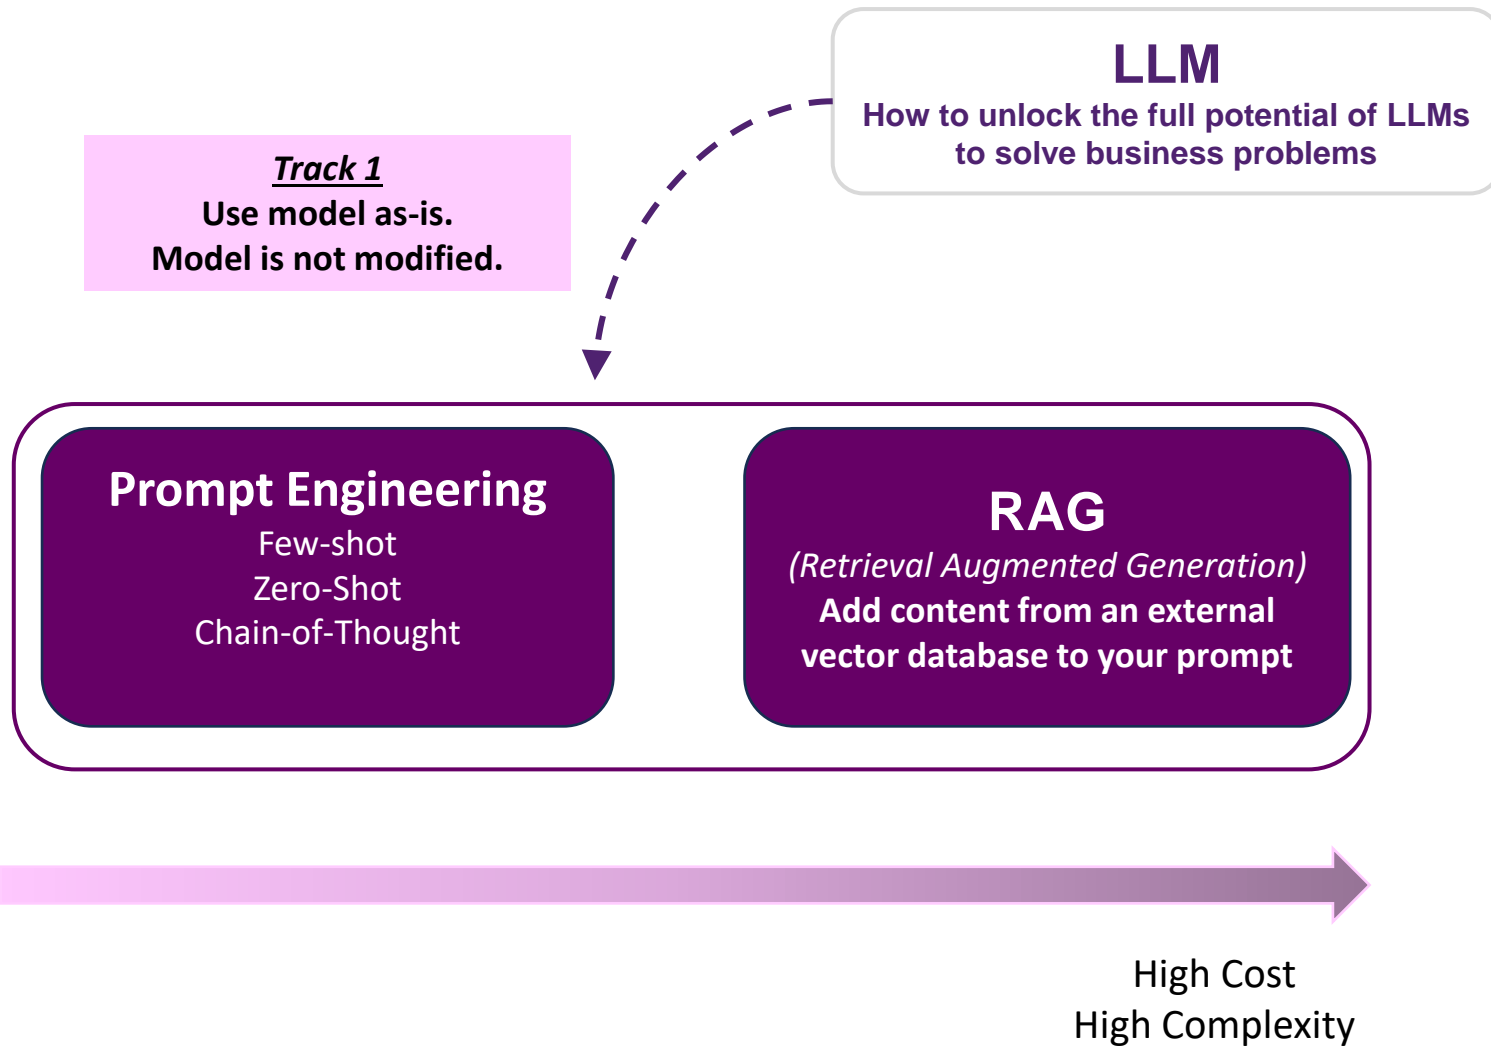 LLM
How to unlock the full potential of LLMs
to solve business problems
Track 1
Use model as-is.
Model is not modified.
Prompt Engineering
Few-shot
Zero-Shot
Chain-of-Thought
RAG
(Retrieval Augmented Generation)
Add content from an external
vector database to your prompt
High Cost
High Complexity